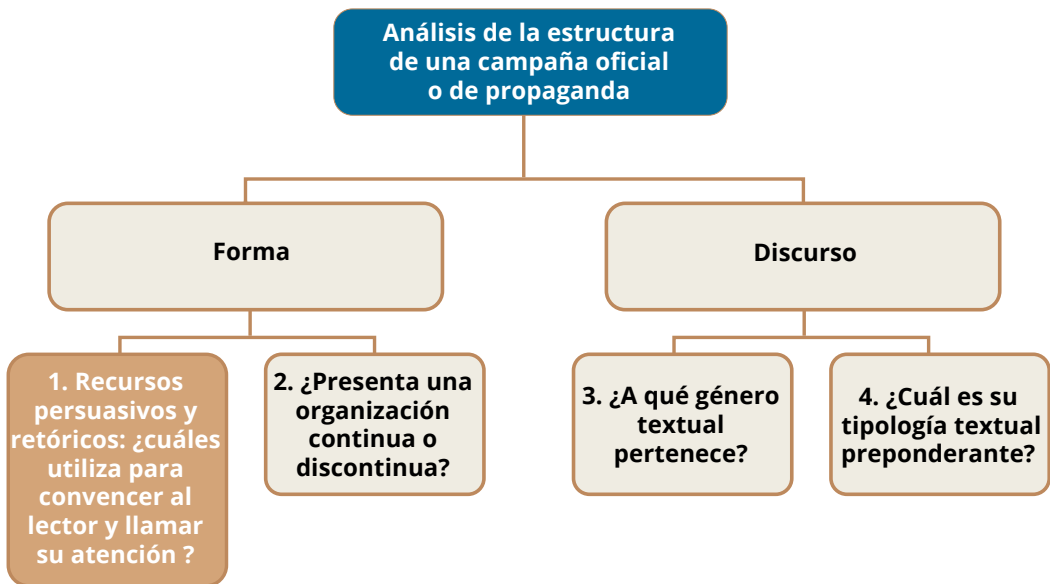 Análisis de la estructura
de una campaña oficial
o de propaganda
Forma
Discurso
1. Recursos
persuasivos y
retóricos: ¿cuáles
utiliza para
convencer al
lector y llamar
su atención ?
2. ¿Presenta una
organización
continua o
discontinua?
3. ¿A qué género
textual
pertenece?
4. ¿Cuál es su
tipología textual
preponderante?